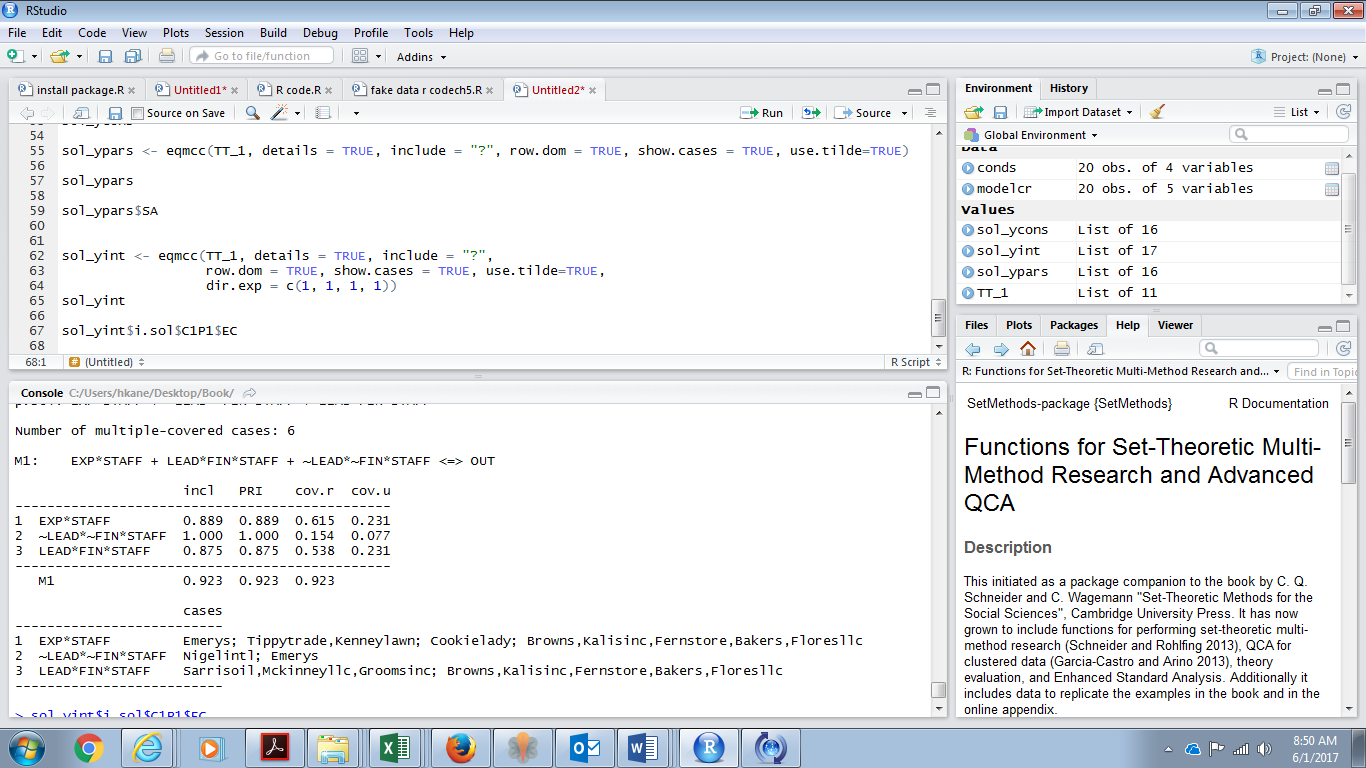 RStudio
File Edit Code View Plots Session Build Debug Profile Tools Help
Go to file/function Addins Project: (None)
install package.R Untitled1* R code.R fake data r codech5.R Untitled2*
Source on Save Run Source
54
55 sol_ypars <- eqmcc(TT_1, details = TRUE, include = "?", row.dom = TRUE, show.cases = TRUE, use.tilde=TRUE)
56
57 sol_ypars
58
59 sol_ypars$SA
60
61
62 sol_yint <- eqmcc(TT_1, details = TRUE, include = "?",
63 row.dom = TRUE, show.cases = TRUE, use.tilde=TRUE,
64 dir.exp = c(1, 1, 1, 1))
65 sol_yint
66
67 sol_yint$i.sol$C1P1$EC
68
68:1 # (Untitled) R Script
Console C:/Users/hkane/Desktop/Book/
Number of multiple-covered cases: 6
M1: EXP*STAFF + LEAD*FIN*STAFF + ~LEAD*~FIN*STAFF <=> OUT
incl PRI cov.r cov.u
-----------------------------------------------
1 EXP*STAFF 0.889 0.889 0.615 0.231
2 ~LEAD*~FIN*STAFF 1.000 1.000 0.154 0.077
3 LEAD*FIN*STAFF 0.875 0.875 0.538 0.231
-----------------------------------------------
M1 0.923 0.923 0.923
cases
--------------------------
1 EXP*STAFF Emerys; Tippytrade,Kenneylawn; Cookielady; Browns,Kalisinc,Fernstore,Bakers,Floresllc
2 ~LEAD*~FIN*STAFF Nigelintl; Emerys
3 LEAD*FIN*STAFF Sarrisoil,Mckinneyllc,Groomsinc; Browns,Kalisinc,Fernstore,Bakers,Floresllc
--------------------------
> sol_yint$i.sol$C1P1$EC
Environment History
Import Dataset List
Global Environment
Data
conds 20 obs. of 4 variables
modelcr 20 obs. of 5 variables
Values
sol_ycons List of 16
sol_yint List of 17
sol_ypars List of 16
TT_1 List of 11
Files Plots Packages Help Viewer
R: Functions for Set-Theoretic Multi-Method Research and... Find in Topic
SetMethods-package {SetMethods} R Documentation
Functions for Set-Theoretic Multi-
Method Research and Advanced
QCA
Description
This initiated as a package companion to the book by C. Q.
Schneider and C. Wagemann "Set-Theoretic Methods for the
Social Sciences", Cambridge University Press. It has now
grown to include functions for performing set-theoretic multi-
method research (Schneider and Rohlfing 2013), QCA for
clustered data (Garcia-Castro and Arino 2013), theory
evaluation, and Enhanced Standard Analysis. Additionally it
includes data to replicate the examples in the book and in the
online appendix.
8:50 AM
6/1/2017